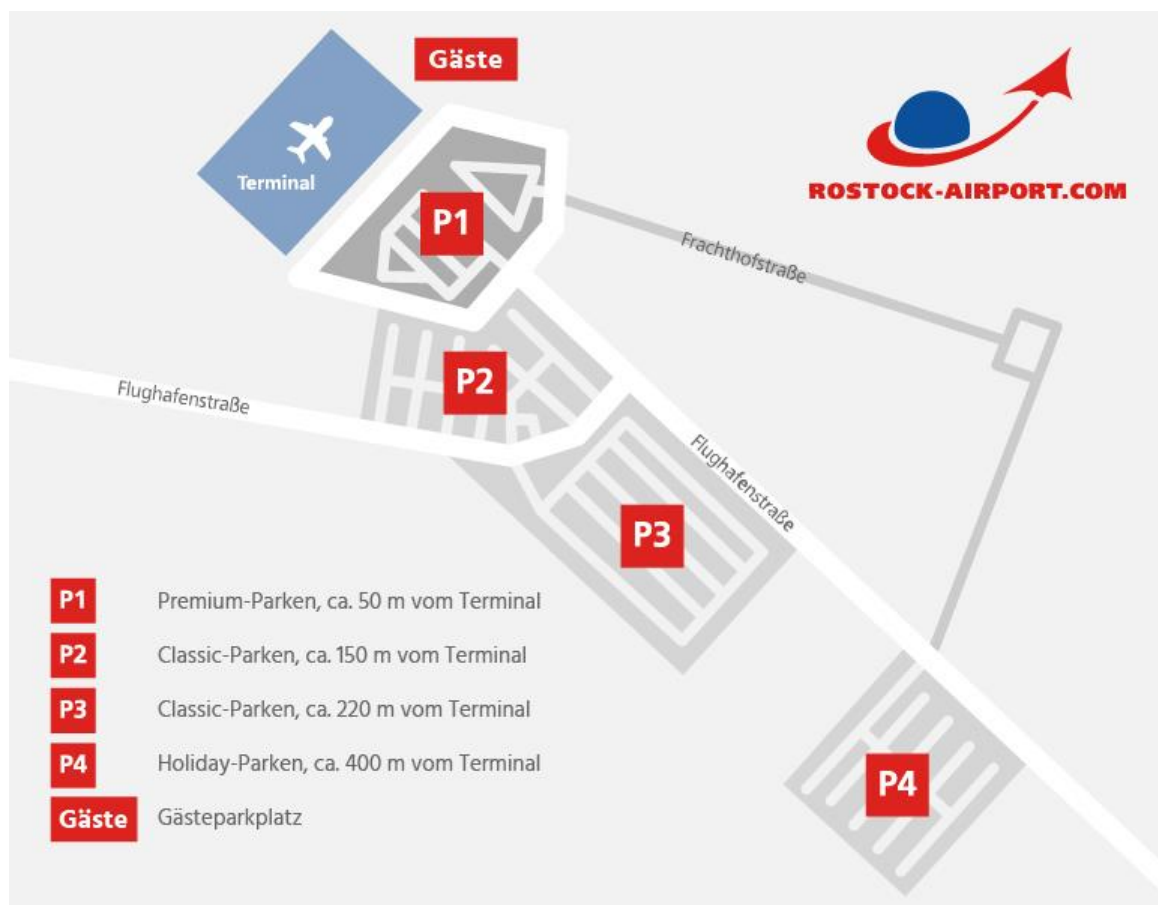 Gäste
Terminal
P1
ROSTOCK-AIRPORT.COM
Frachthofstraße
P2
Flughafenstraße
Flughafenstraße
P3
P4
P1 Premium-Parken, ca. 50 m vom Terminal
P2 Classic-Parken, ca. 150 m vom Terminal
P3 Classic-Parken, ca. 220 m vom Terminal
P4 Holiday-Parken, ca. 400 m vom Terminal
Gäste Gästeparkplatz